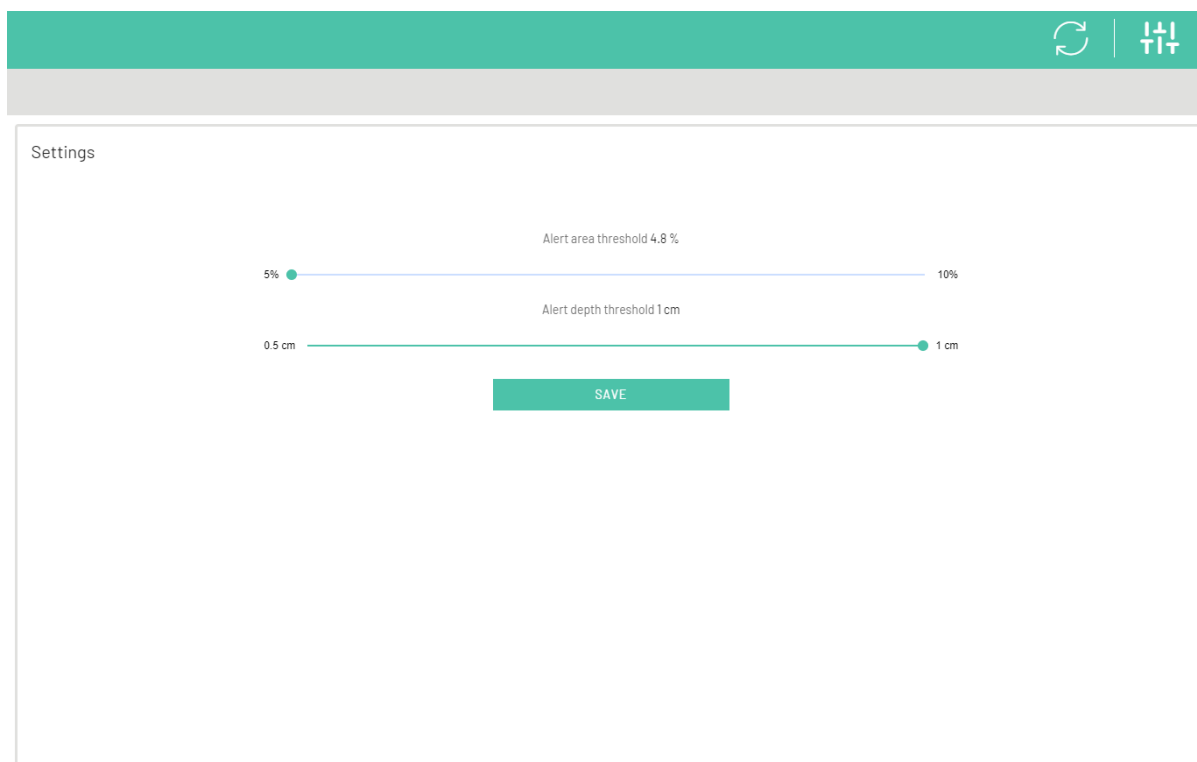 Settings
Alert area threshold 4.8 %
5% 10%
Alert depth threshold 1 cm
0.5 cm 1 cm
SAVE